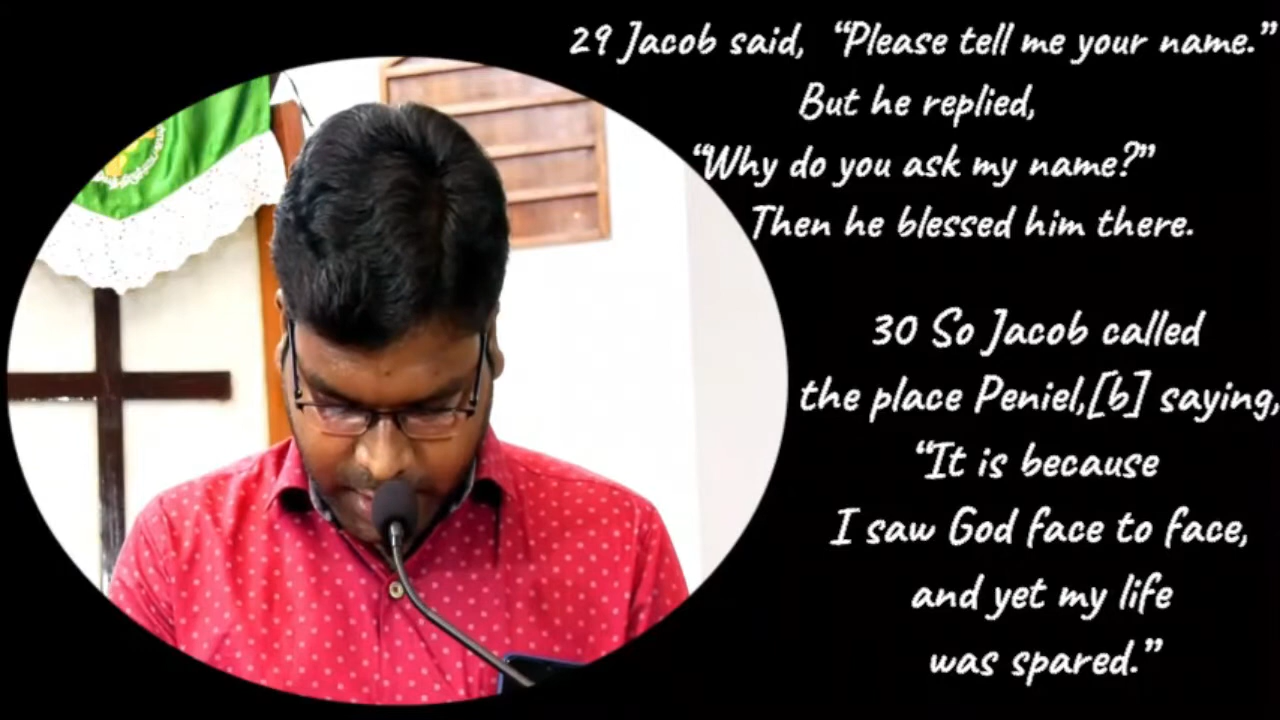 29 Jacob said,  “Please tell me your name.”
But he replied,
“Why do you ask my name?”
Then he blessed him there.
30 So Jacob called
the place Peniel,[b] saying,
“It is because
I saw God face to face,
and yet my life
was spared.”